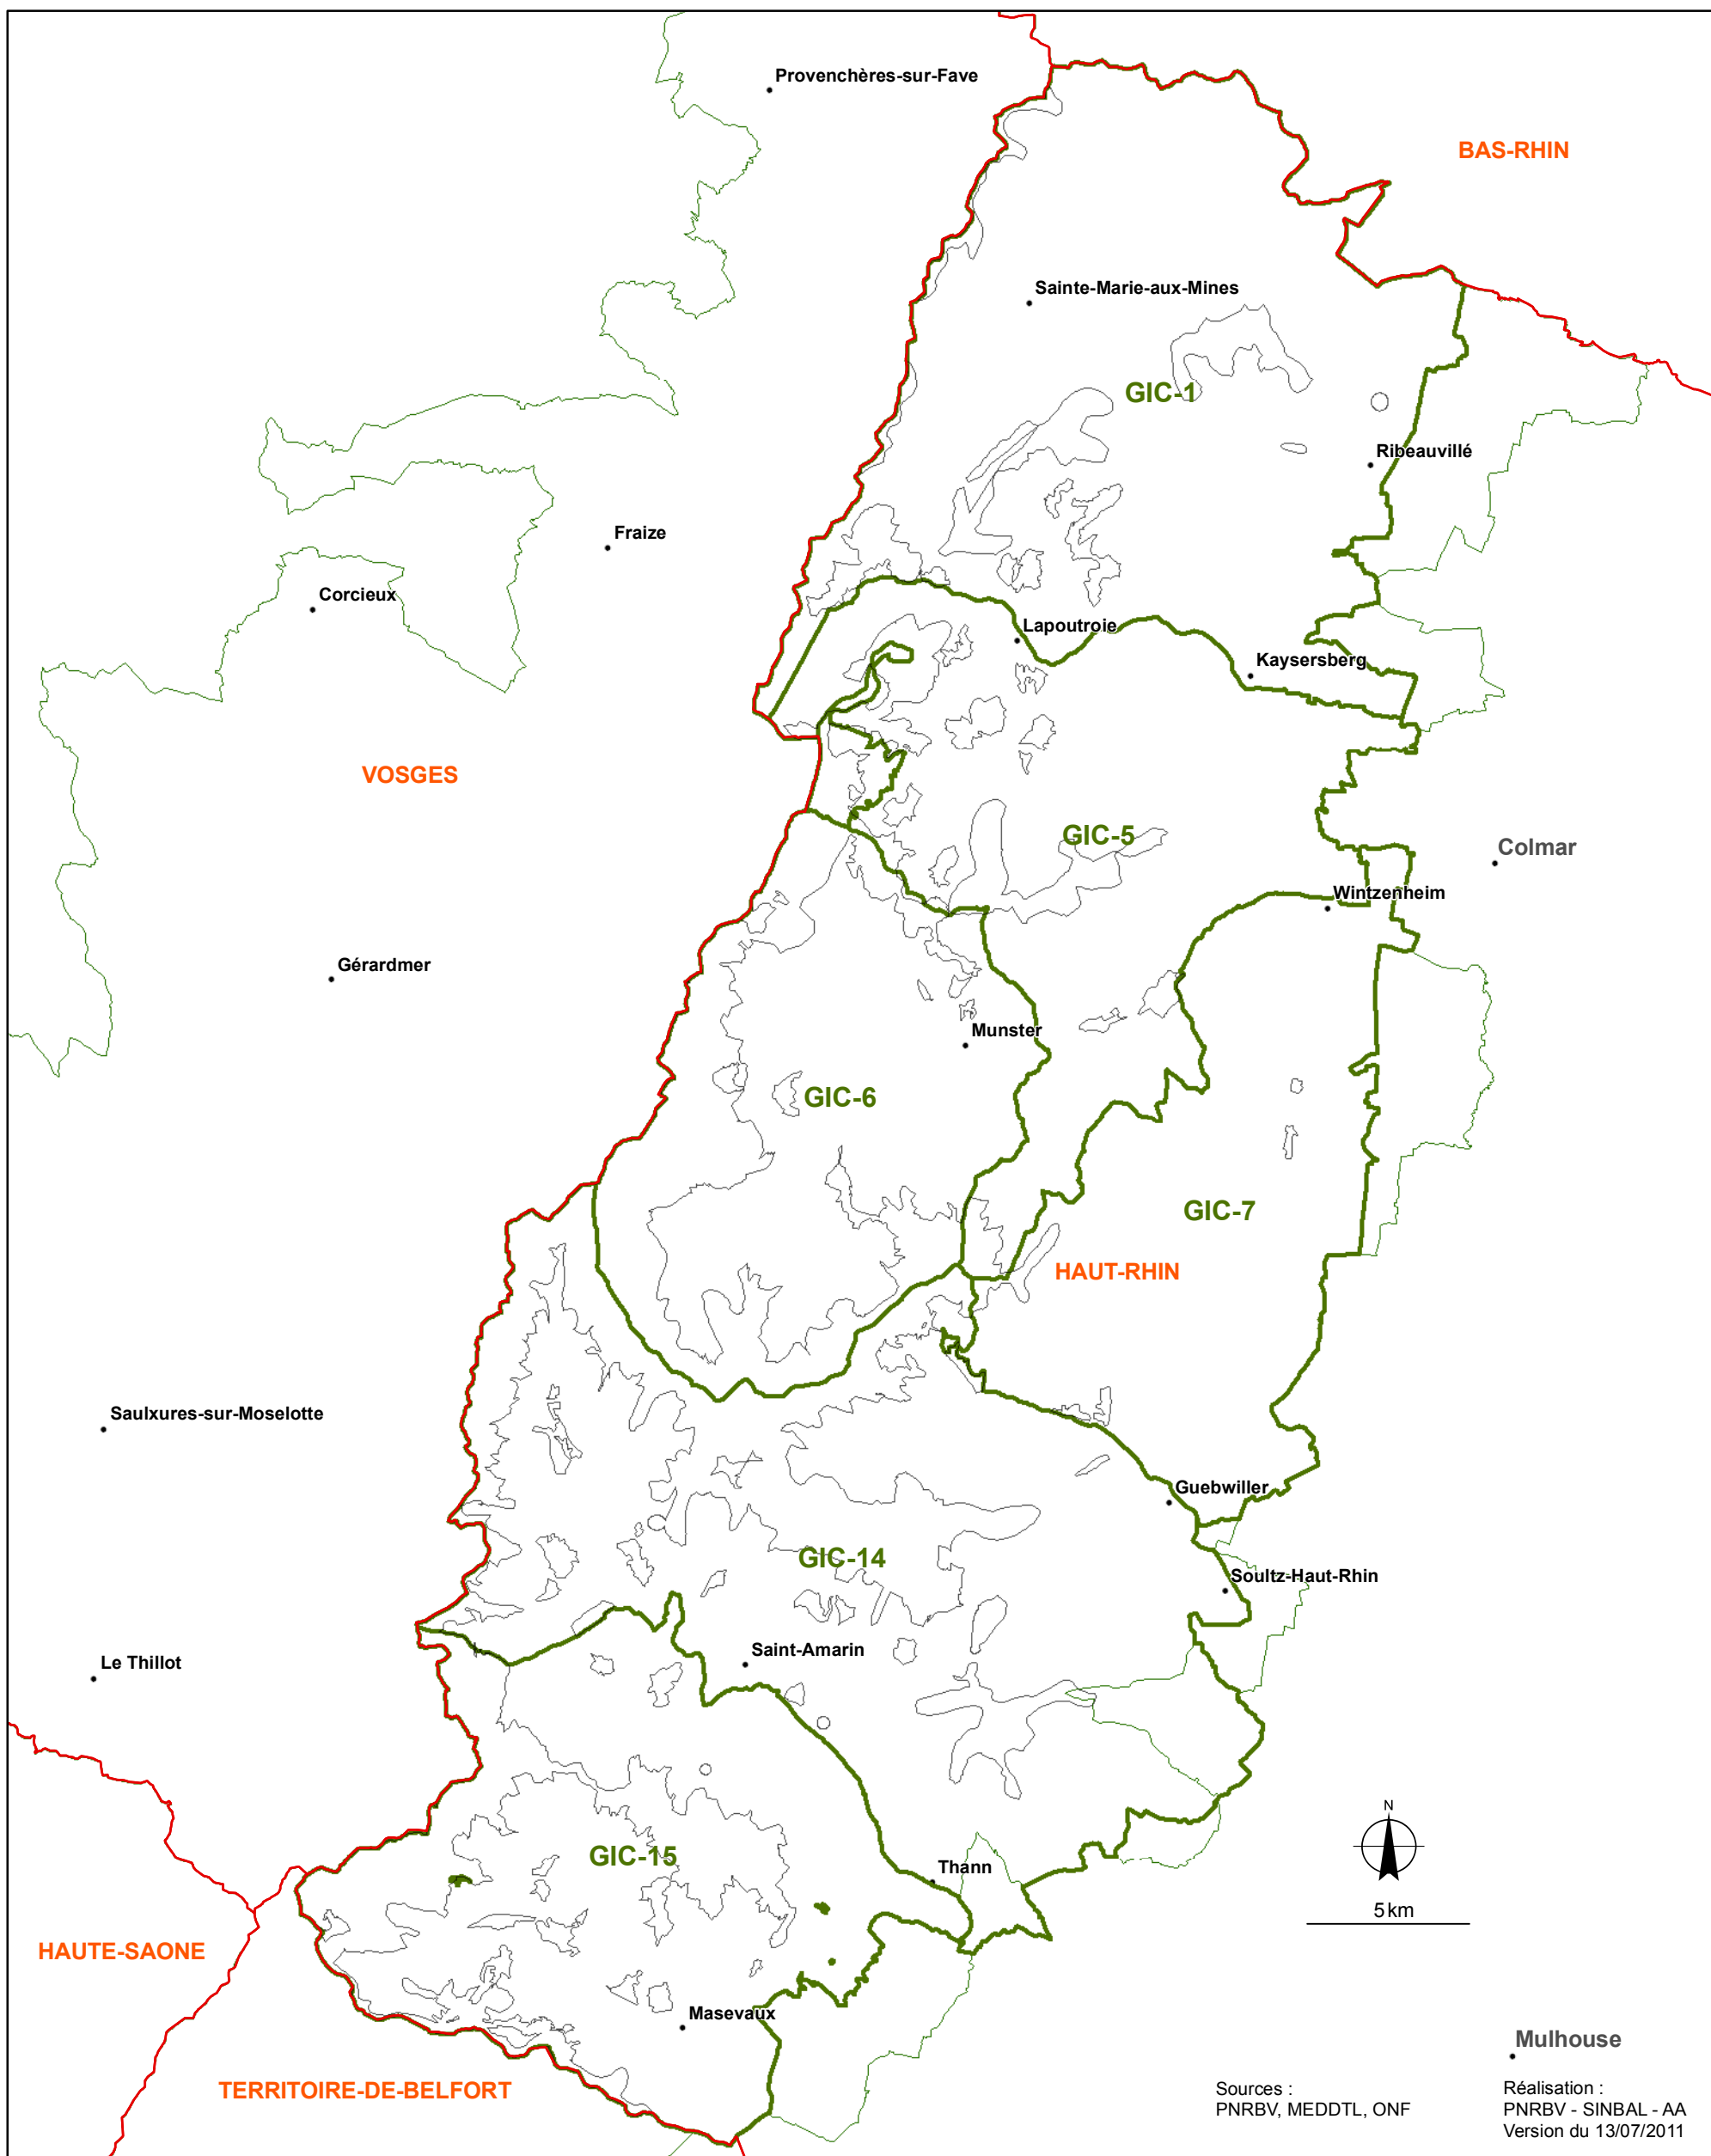 Provenchères-sur-Fave
BAS-RHIN
Sainte-Marie-aux-Mines
GIC-1
Ribeauvillé
Fraize
Corcieux
Lapoutroie
Kaysersberg
VOSGES
GIC-5
Colmar
Wintzenheim
Gérardmer
Munster
GIC-6
GIC-7
HAUT-RHIN
Saulxures-sur-Moselotte
Guebwiller
GIC-14
Soultz-Haut-Rhin
Saint-Amarin
Le Thillot
N
GIC-15
Thann
5 km
HAUTE-SAONE
Masevaux
Mulhouse
TERRITOIRE-DE-BELFORT
Sources :
PNRBV, MEDDTL, ONF
Réalisation :
PNRBV - SINBAL - AA
Version du 13/07/2011